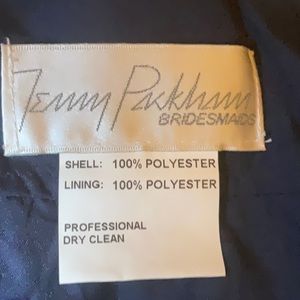 Jenny Packham
BRIDESMAIDS
SHELL: 100% POLYESTER
LINING: 100% POLYESTER
PROFESSIONAL
DRY CLEAN